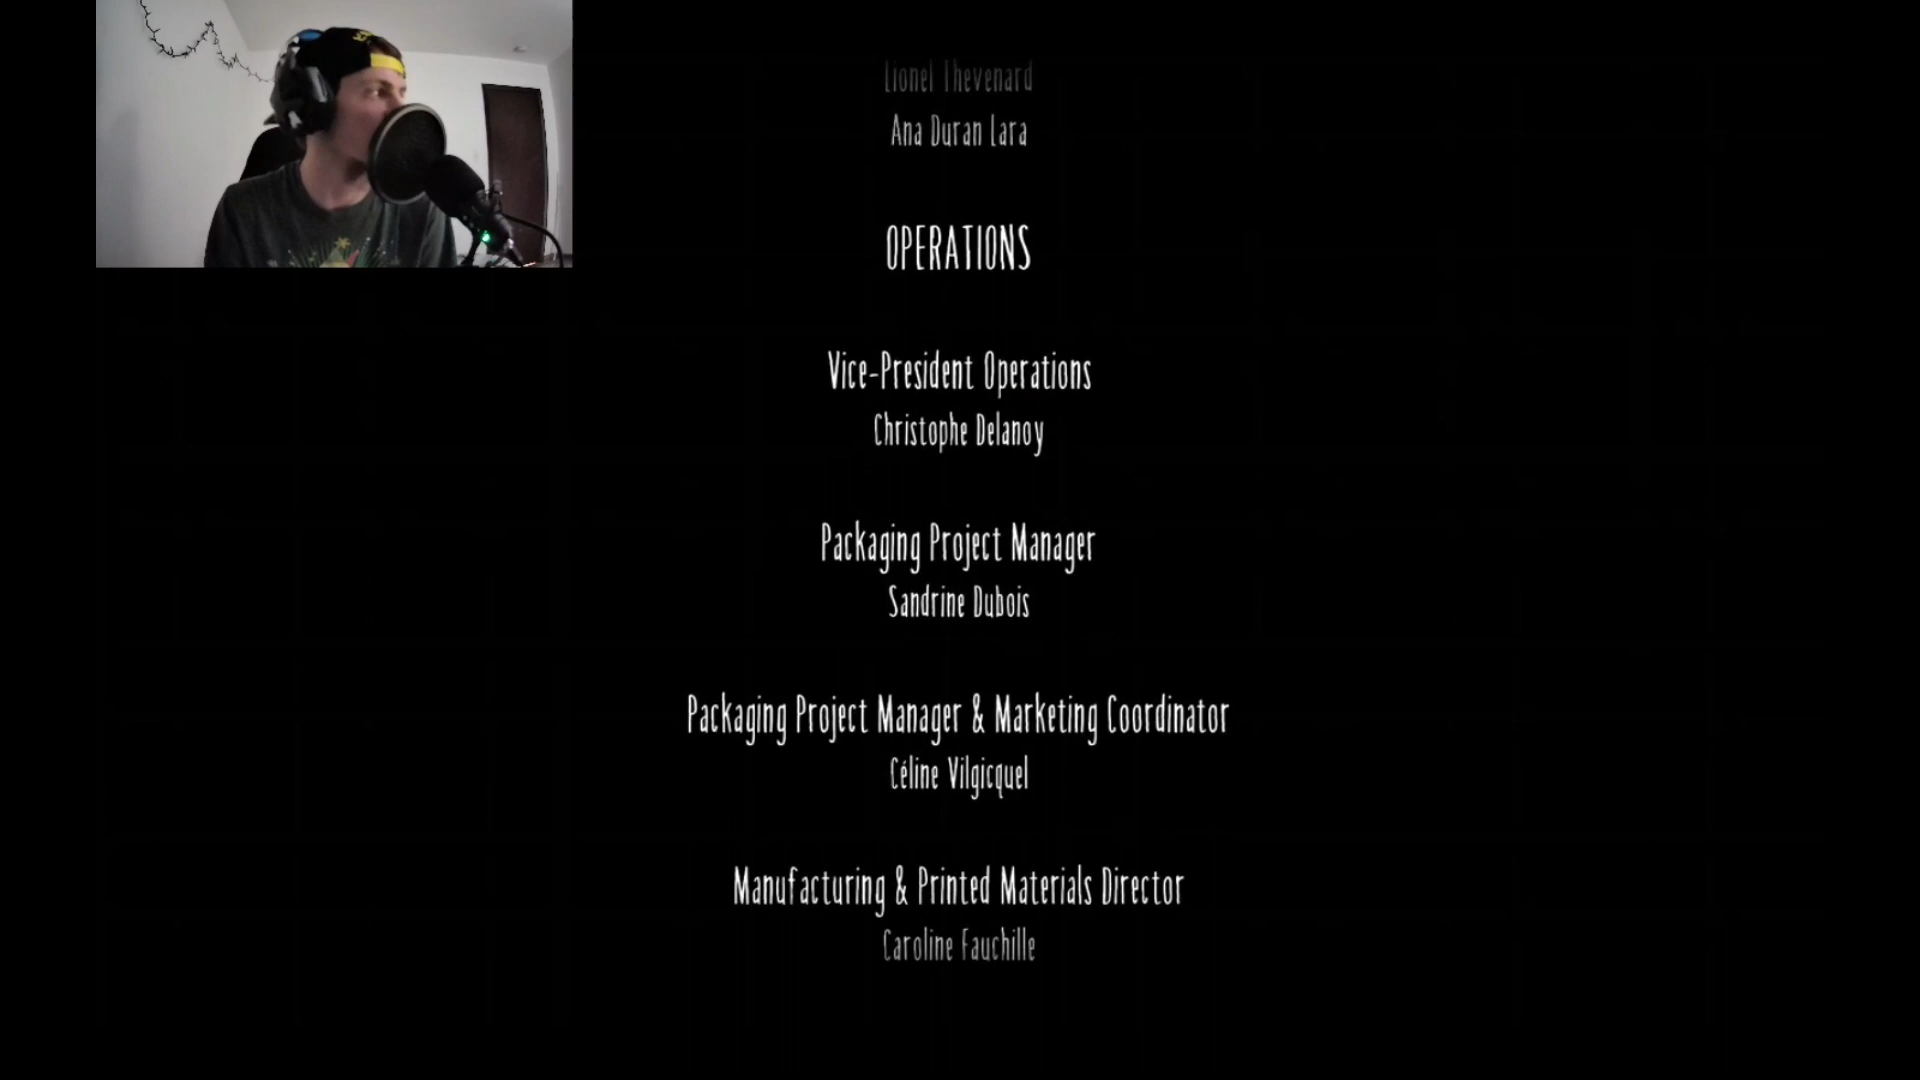 Lionel Thevenard
Ana Duran Lara
OPERATIONS
Vice-President Operations
Christophe Delanoy
Packaging Project Manager
Sandrine Dubois
Packaging Project Manager & Marketing Coordinator
Céline Vilgicquel
Manufacturing & Printed Materials Director
Caroline Fauchille